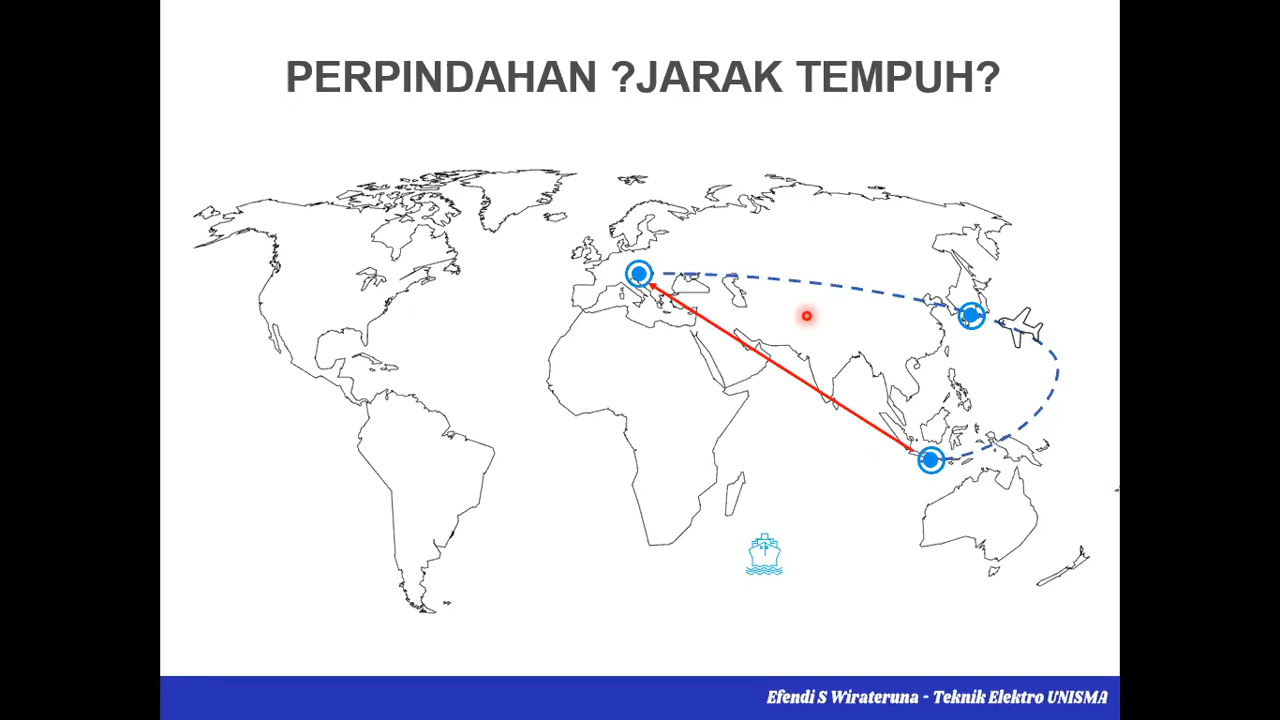 PERPINDAHAN ?JARAK TEMPUH?
Efendi S Wirateruna - Teknik Elektro UNISMA